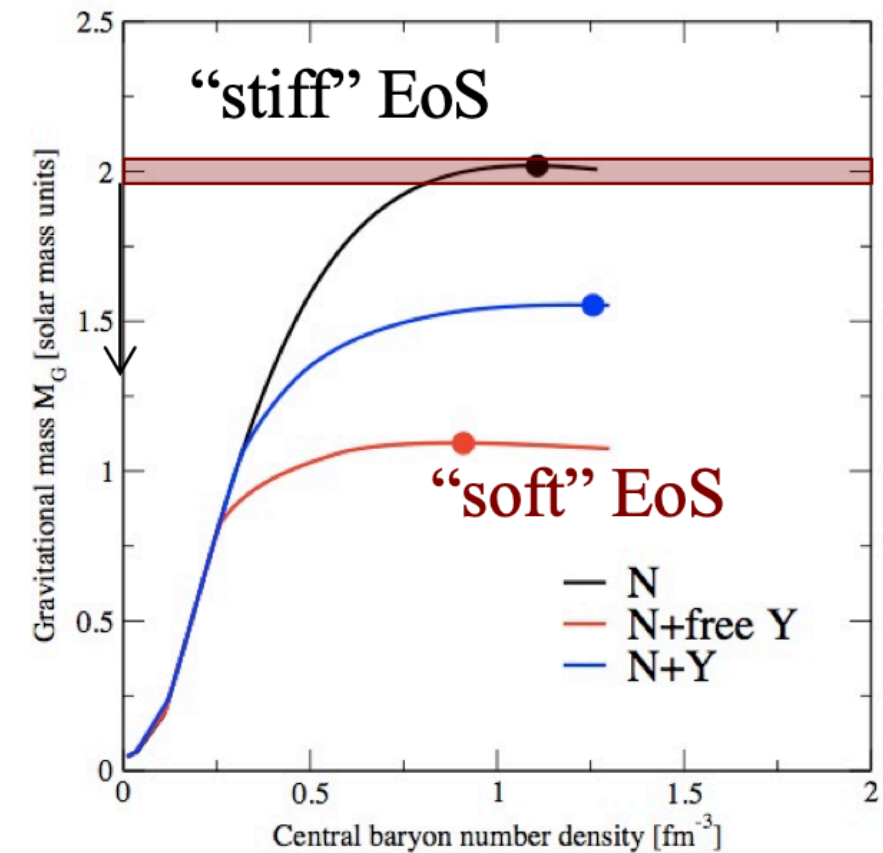 2.5
“stiff” EoS
2
1.5
1
“soft” EoS
N
N+free Y
0.5
N+Y
0
0
0.5
1
1.5
2
Gravitational mass M_G [solar mass units]
Central baryon number density [fm^-3]